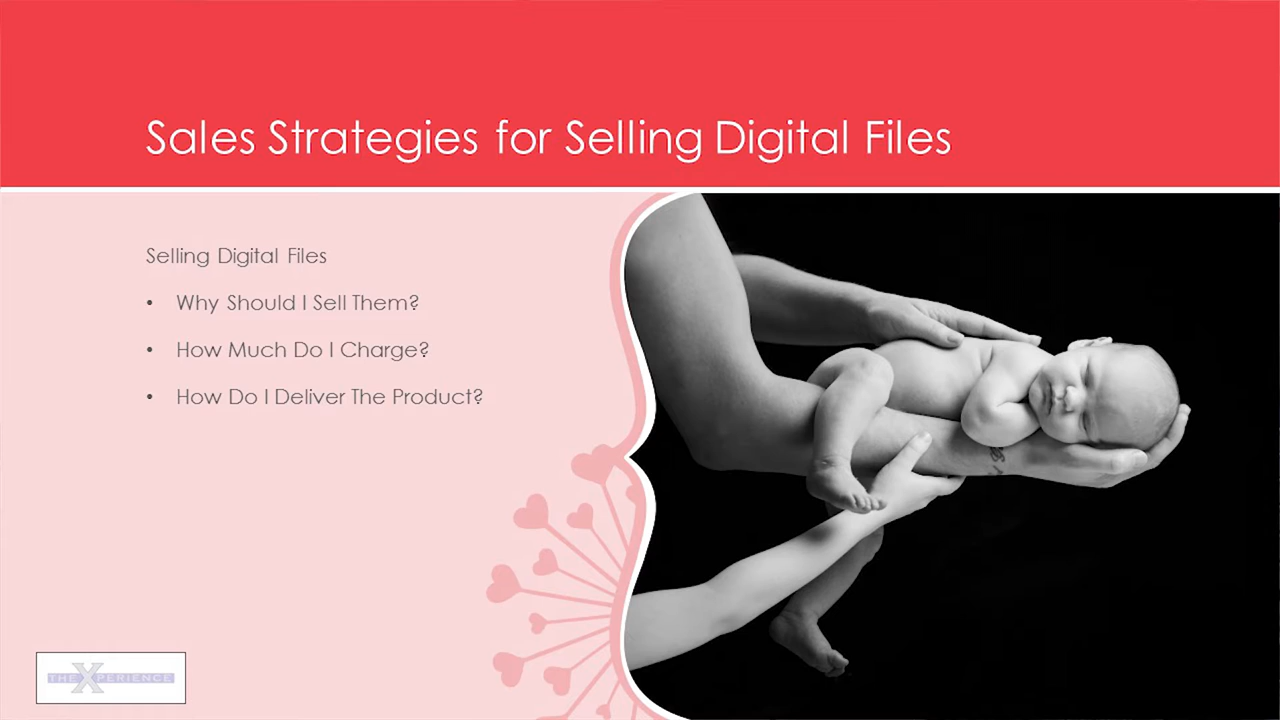 Sales Strategies for Selling Digital Files
Selling Digital Files
• Why Should I Sell Them?
• How Much Do I Charge?
• How Do I Deliver The Product?
THE XPERIENCE